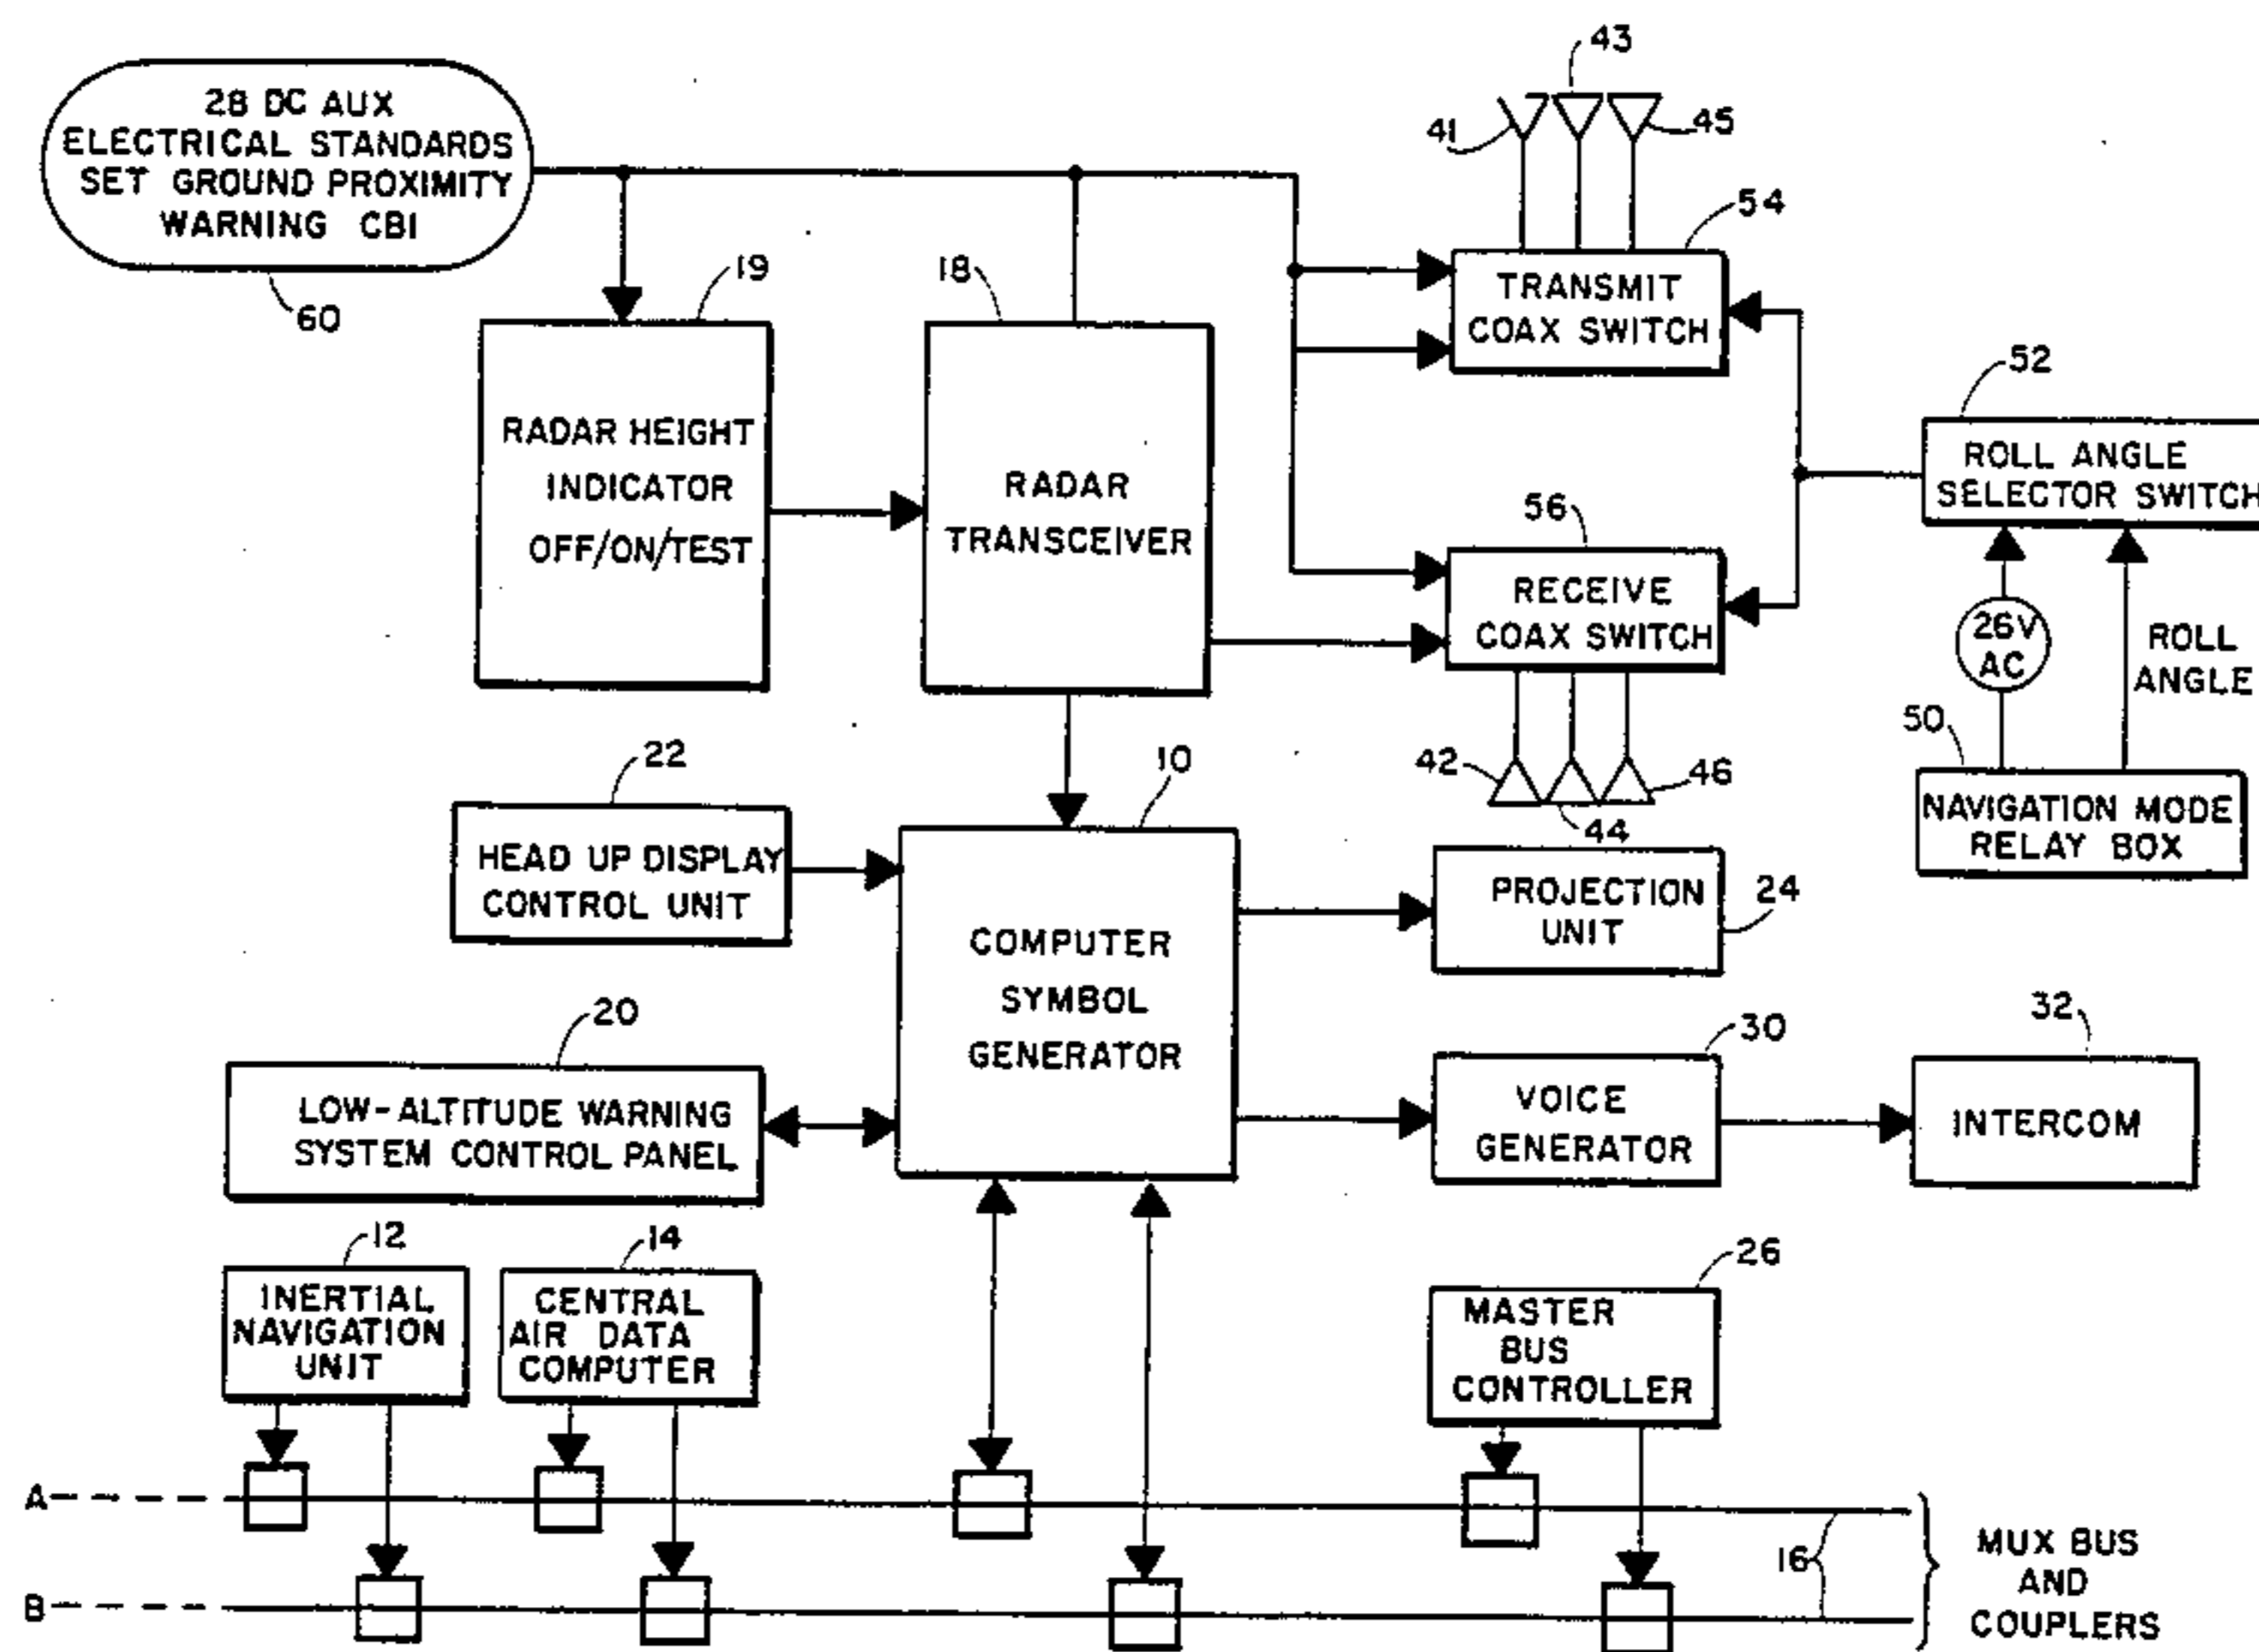 43
28 DC AUX
ELECTRICAL STANDARDS
SET GROUND PROXIMITY
WARNING CB1
60
41
45
54
19
18
TRANSMIT
COAX SWITCH
52
ROLL ANGLE
SELECTOR SWITCH
RADAR HEIGHT
INDICATOR
OFF/ON/TEST
RADAR
TRANSCEIVER
56
RECEIVE
COAX SWITCH
26V
AC
ROLL
ANGLE
50
NAVIGATION MODE
RELAY BOX
42
46
44
22
10
HEAD UP DISPLAY
CONTROL UNIT
COMPUTER
SYMBOL
GENERATOR
PROJECTION
UNIT
24
20
LOW-ALTITUDE WARNING
SYSTEM CONTROL PANEL
30
VOICE
GENERATOR
32
INTERCOM
12
INERTIAL
NAVIGATION
UNIT
14
CENTRAL
AIR DATA
COMPUTER
26
MASTER
BUS
CONTROLLER
A
B
16
MUX BUS
AND
COUPLERS